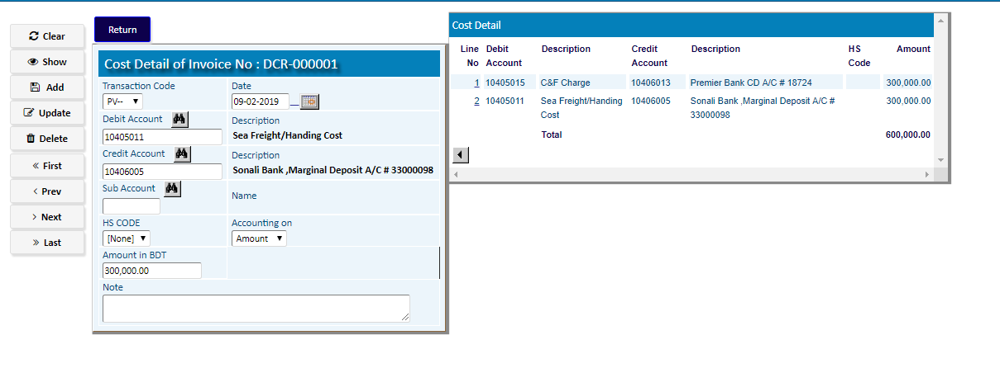 Clear
Show
Add
Update
Delete
« First
‹ Prev
› Next
» Last
Return
Cost Detail of Invoice No : DCR-000001
Transaction Code
Date
PV--
09-02-2019
Debit Account
Description
10405011
Sea Freight/Handing Cost
Credit Account
Description
10406005
Sonali Bank ,Marginal Deposit A/C # 33000098
Sub Account
Name
HS CODE
Accounting on
[None]
Amount
Amount in BDT
300,000.00
Note
Cost Detail
Line No Debit Account Description Credit Account Description HS Code Amount
1 10405015 C&F Charge 10406013 Premier Bank CD A/C # 18724 300,000.00
2 10405011 Sea Freight/Handing Cost 10406005 Sonali Bank ,Marginal Deposit A/C # 33000098 300,000.00
Total 600,000.00